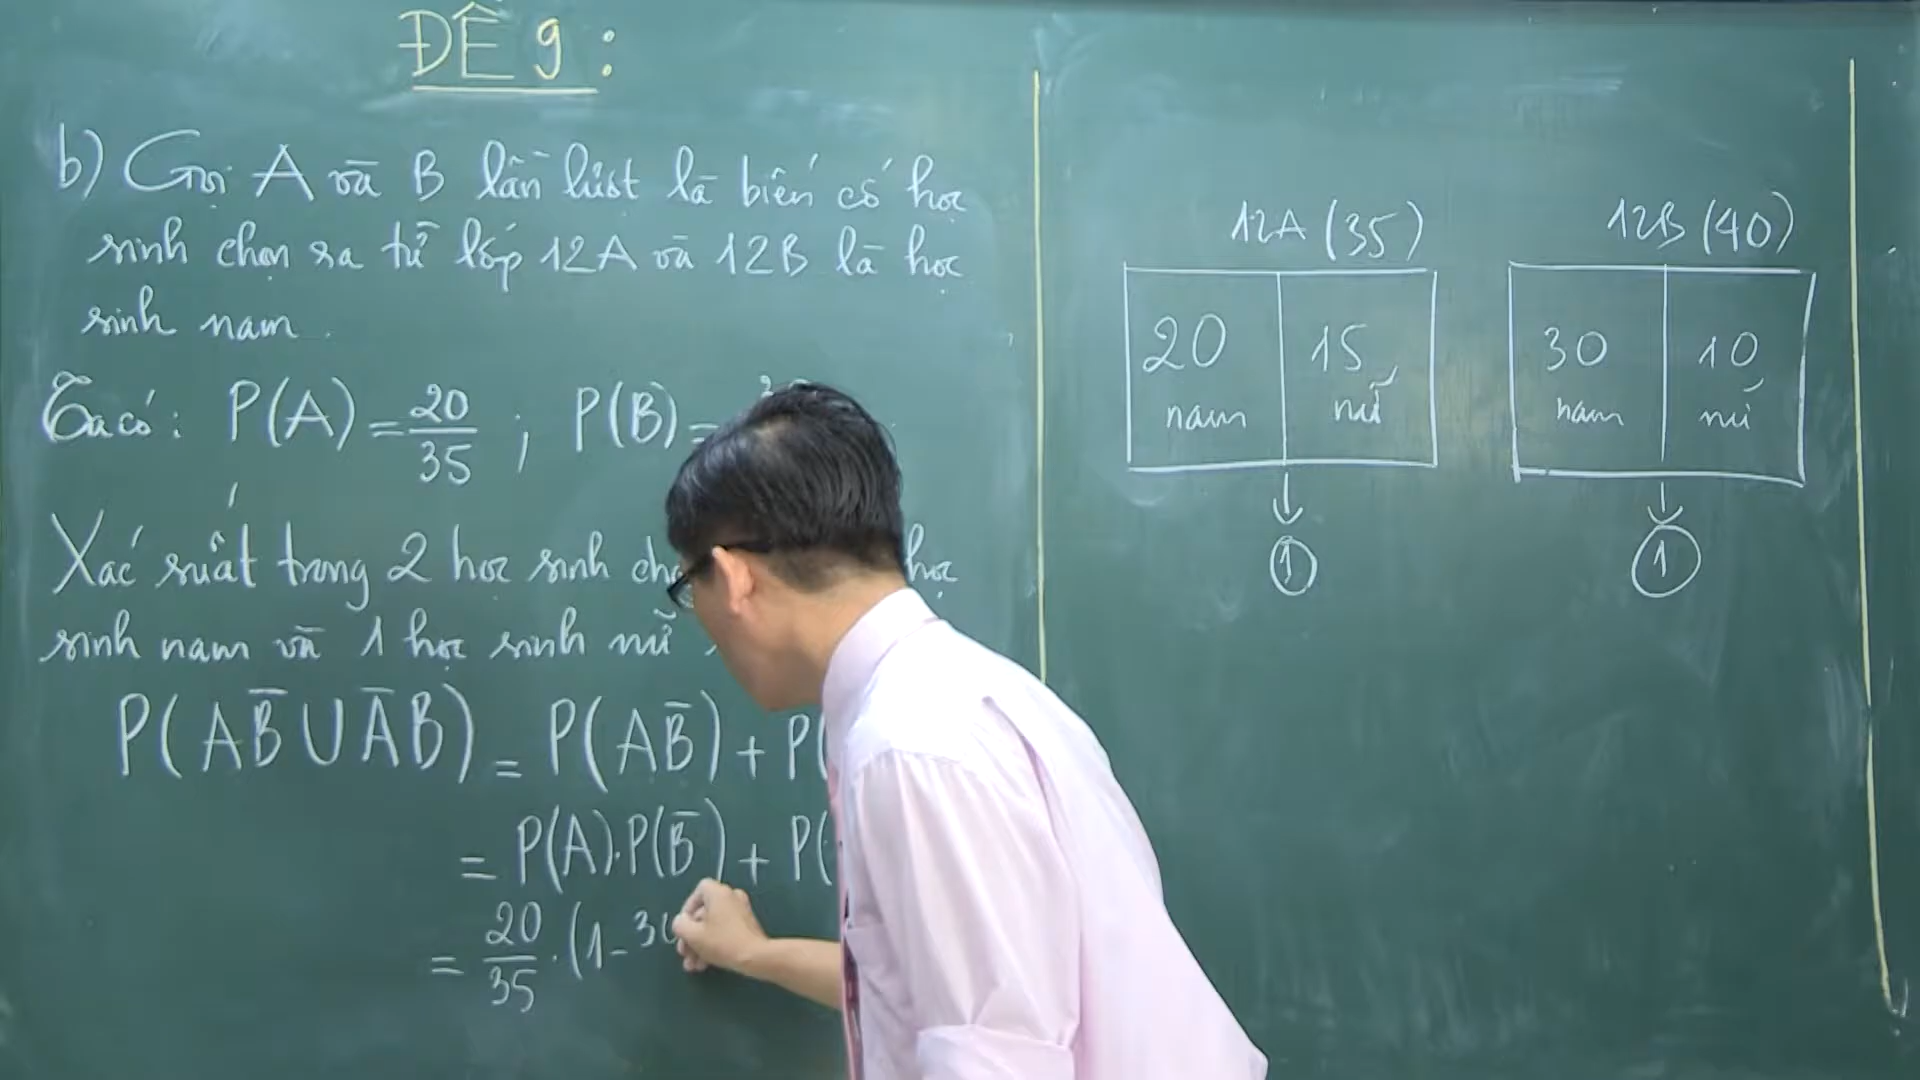 ĐỀ 9:
b) Gọi A và B lần lượt là biến cố học
sinh chọn ra từ lớp 12A và 12B là học
sinh nam.
Ta có: P(A) = 20/35 ; P(B) =
Xác suất trong 2 học sinh học
sinh nam và 1 học sinh nữ
P(AB̄ ∪ ĀB) = P(AB̄) + P(
= P(A).P(B̄) + P(
= 20/35 . (1 - 30
12A (35)
20 nam
15 nữ
1
12B (40)
30 nam
10 nữ
1